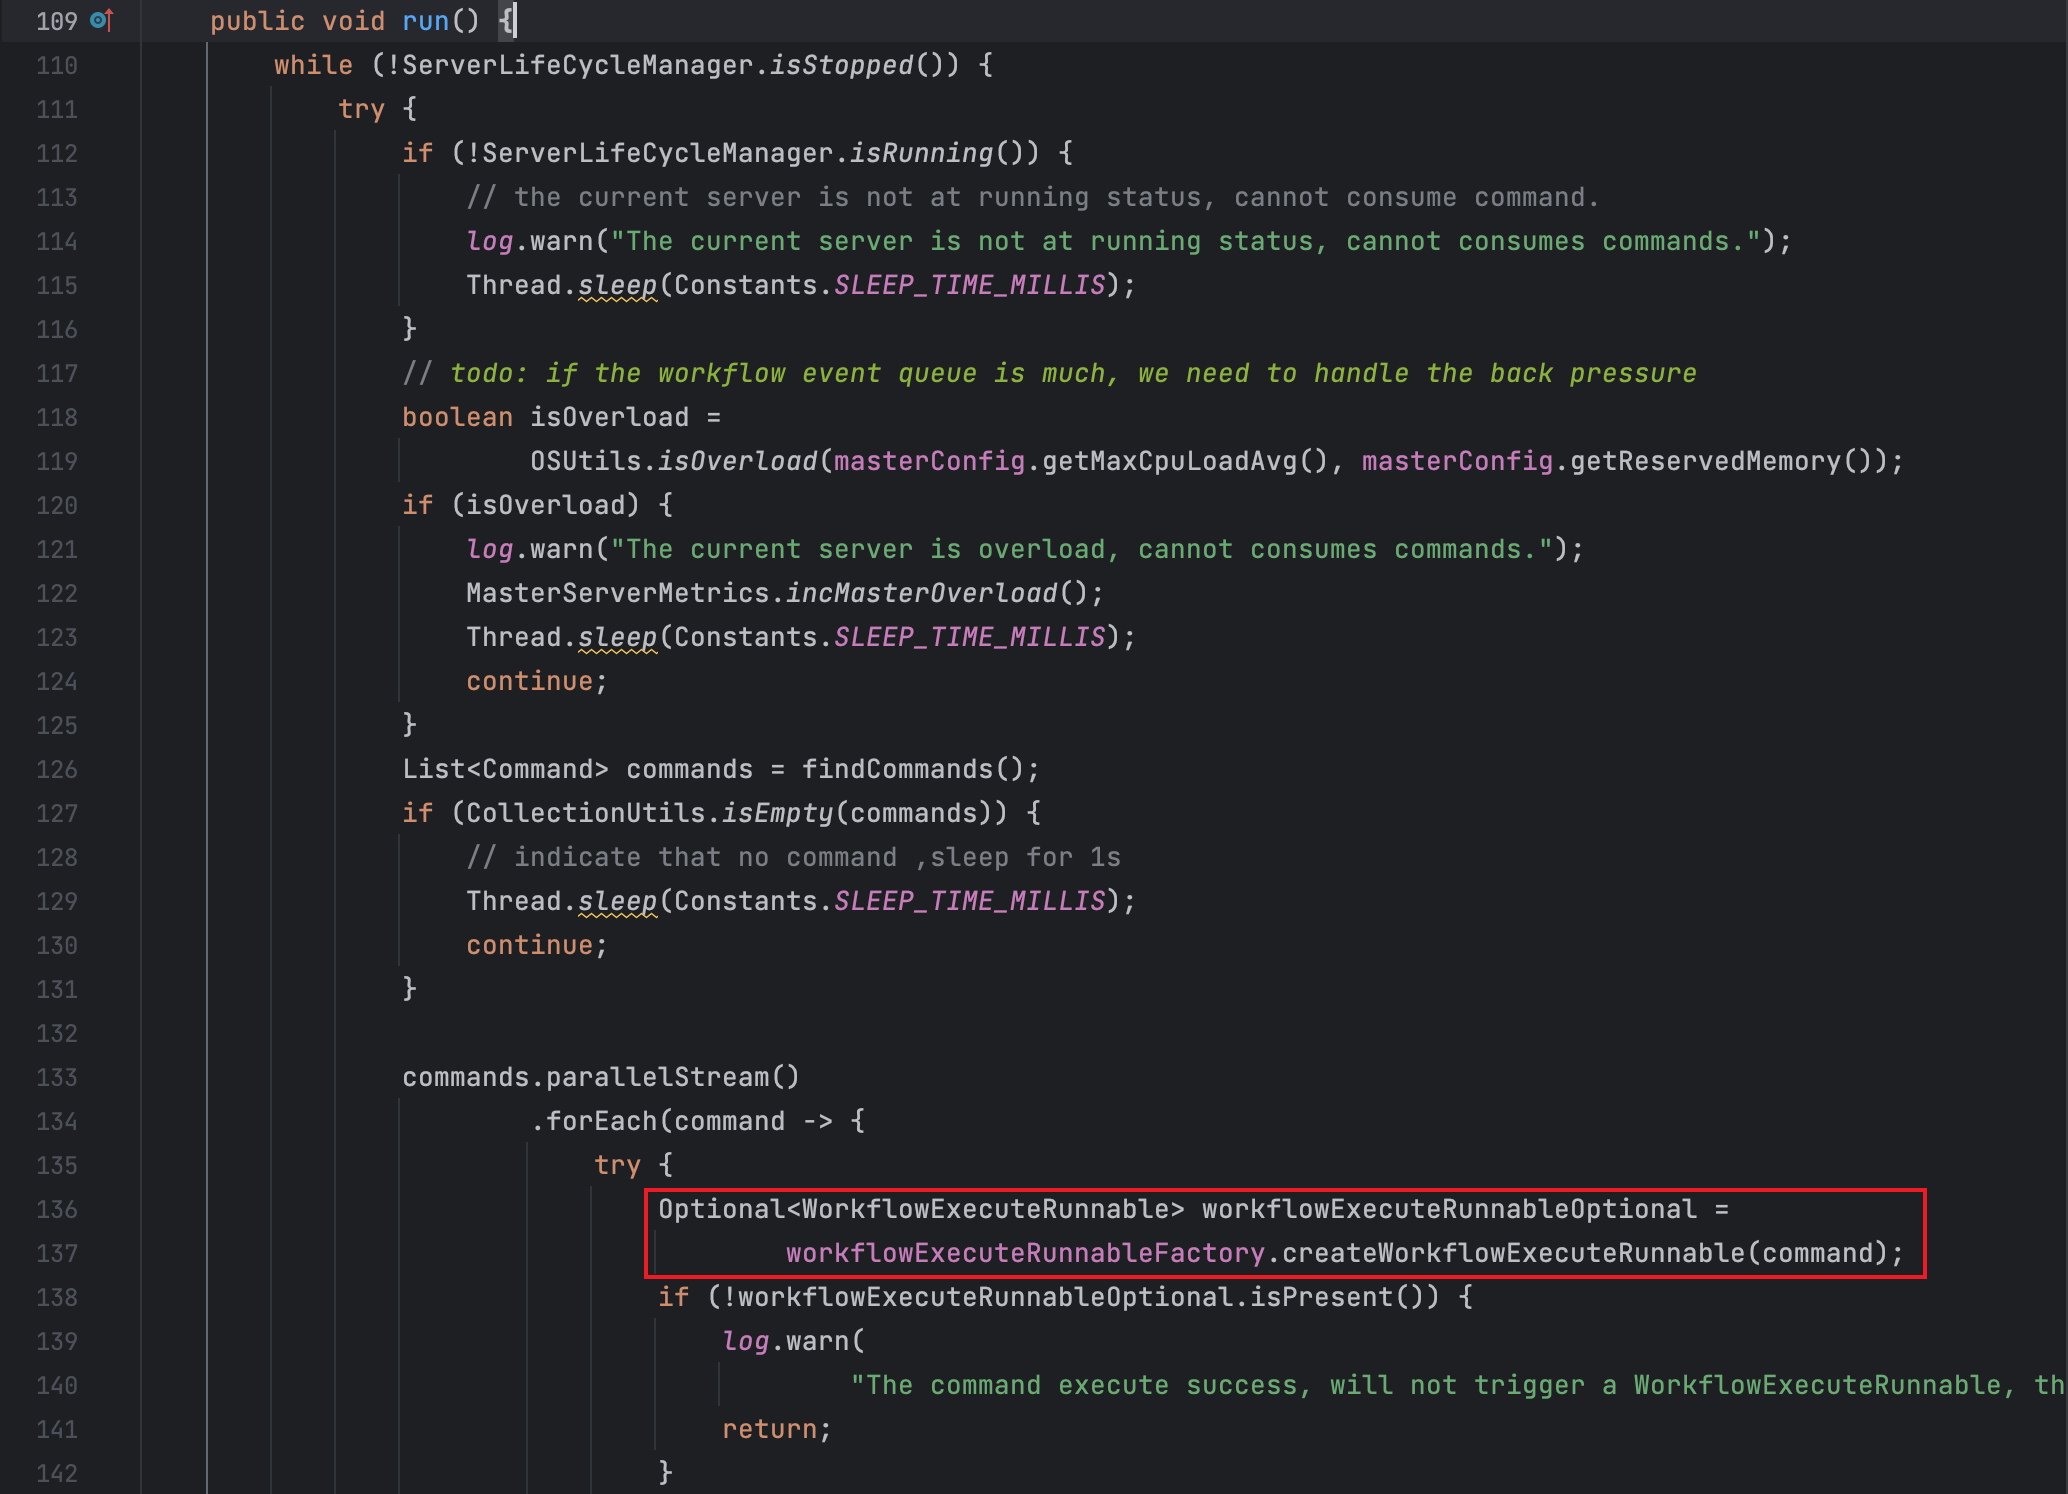 109 public void run() {
110 while (!ServerLifeCycleManager.isStopped()) {
111 try {
112 if (!ServerLifeCycleManager.isRunning()) {
113 // the current server is not at running status, cannot consume command.
114 log.warn("The current server is not at running status, cannot consumes commands.");
115 Thread.sleep(Constants.SLEEP_TIME_MILLIS);
116 }
117 // todo: if the workflow event queue is much, we need to handle the back pressure
118 boolean isOverload =
119 OSUtils.isOverload(masterConfig.getMaxCpuLoadAvg(), masterConfig.getReservedMemory());
120 if (isOverload) {
121 log.warn("The current server is overload, cannot consumes commands.");
122 MasterServerMetrics.incMasterOverload();
123 Thread.sleep(Constants.SLEEP_TIME_MILLIS);
124 continue;
125 }
126 List<Command> commands = findCommands();
127 if (CollectionUtils.isEmpty(commands)) {
128 // indicate that no command ,sleep for 1s
129 Thread.sleep(Constants.SLEEP_TIME_MILLIS);
130 continue;
131 }
132
133 commands.parallelStream()
134 .forEach(command -> {
135 try {
136 Optional<WorkflowExecuteRunnable> workflowExecuteRunnableOptional =
137 workflowExecuteRunnableFactory.createWorkflowExecuteRunnable(command);
138 if (!workflowExecuteRunnableOptional.isPresent()) {
139 log.warn(
140 "The command execute success, will not trigger a WorkflowExecuteRunnable, th
141 return;
142 }